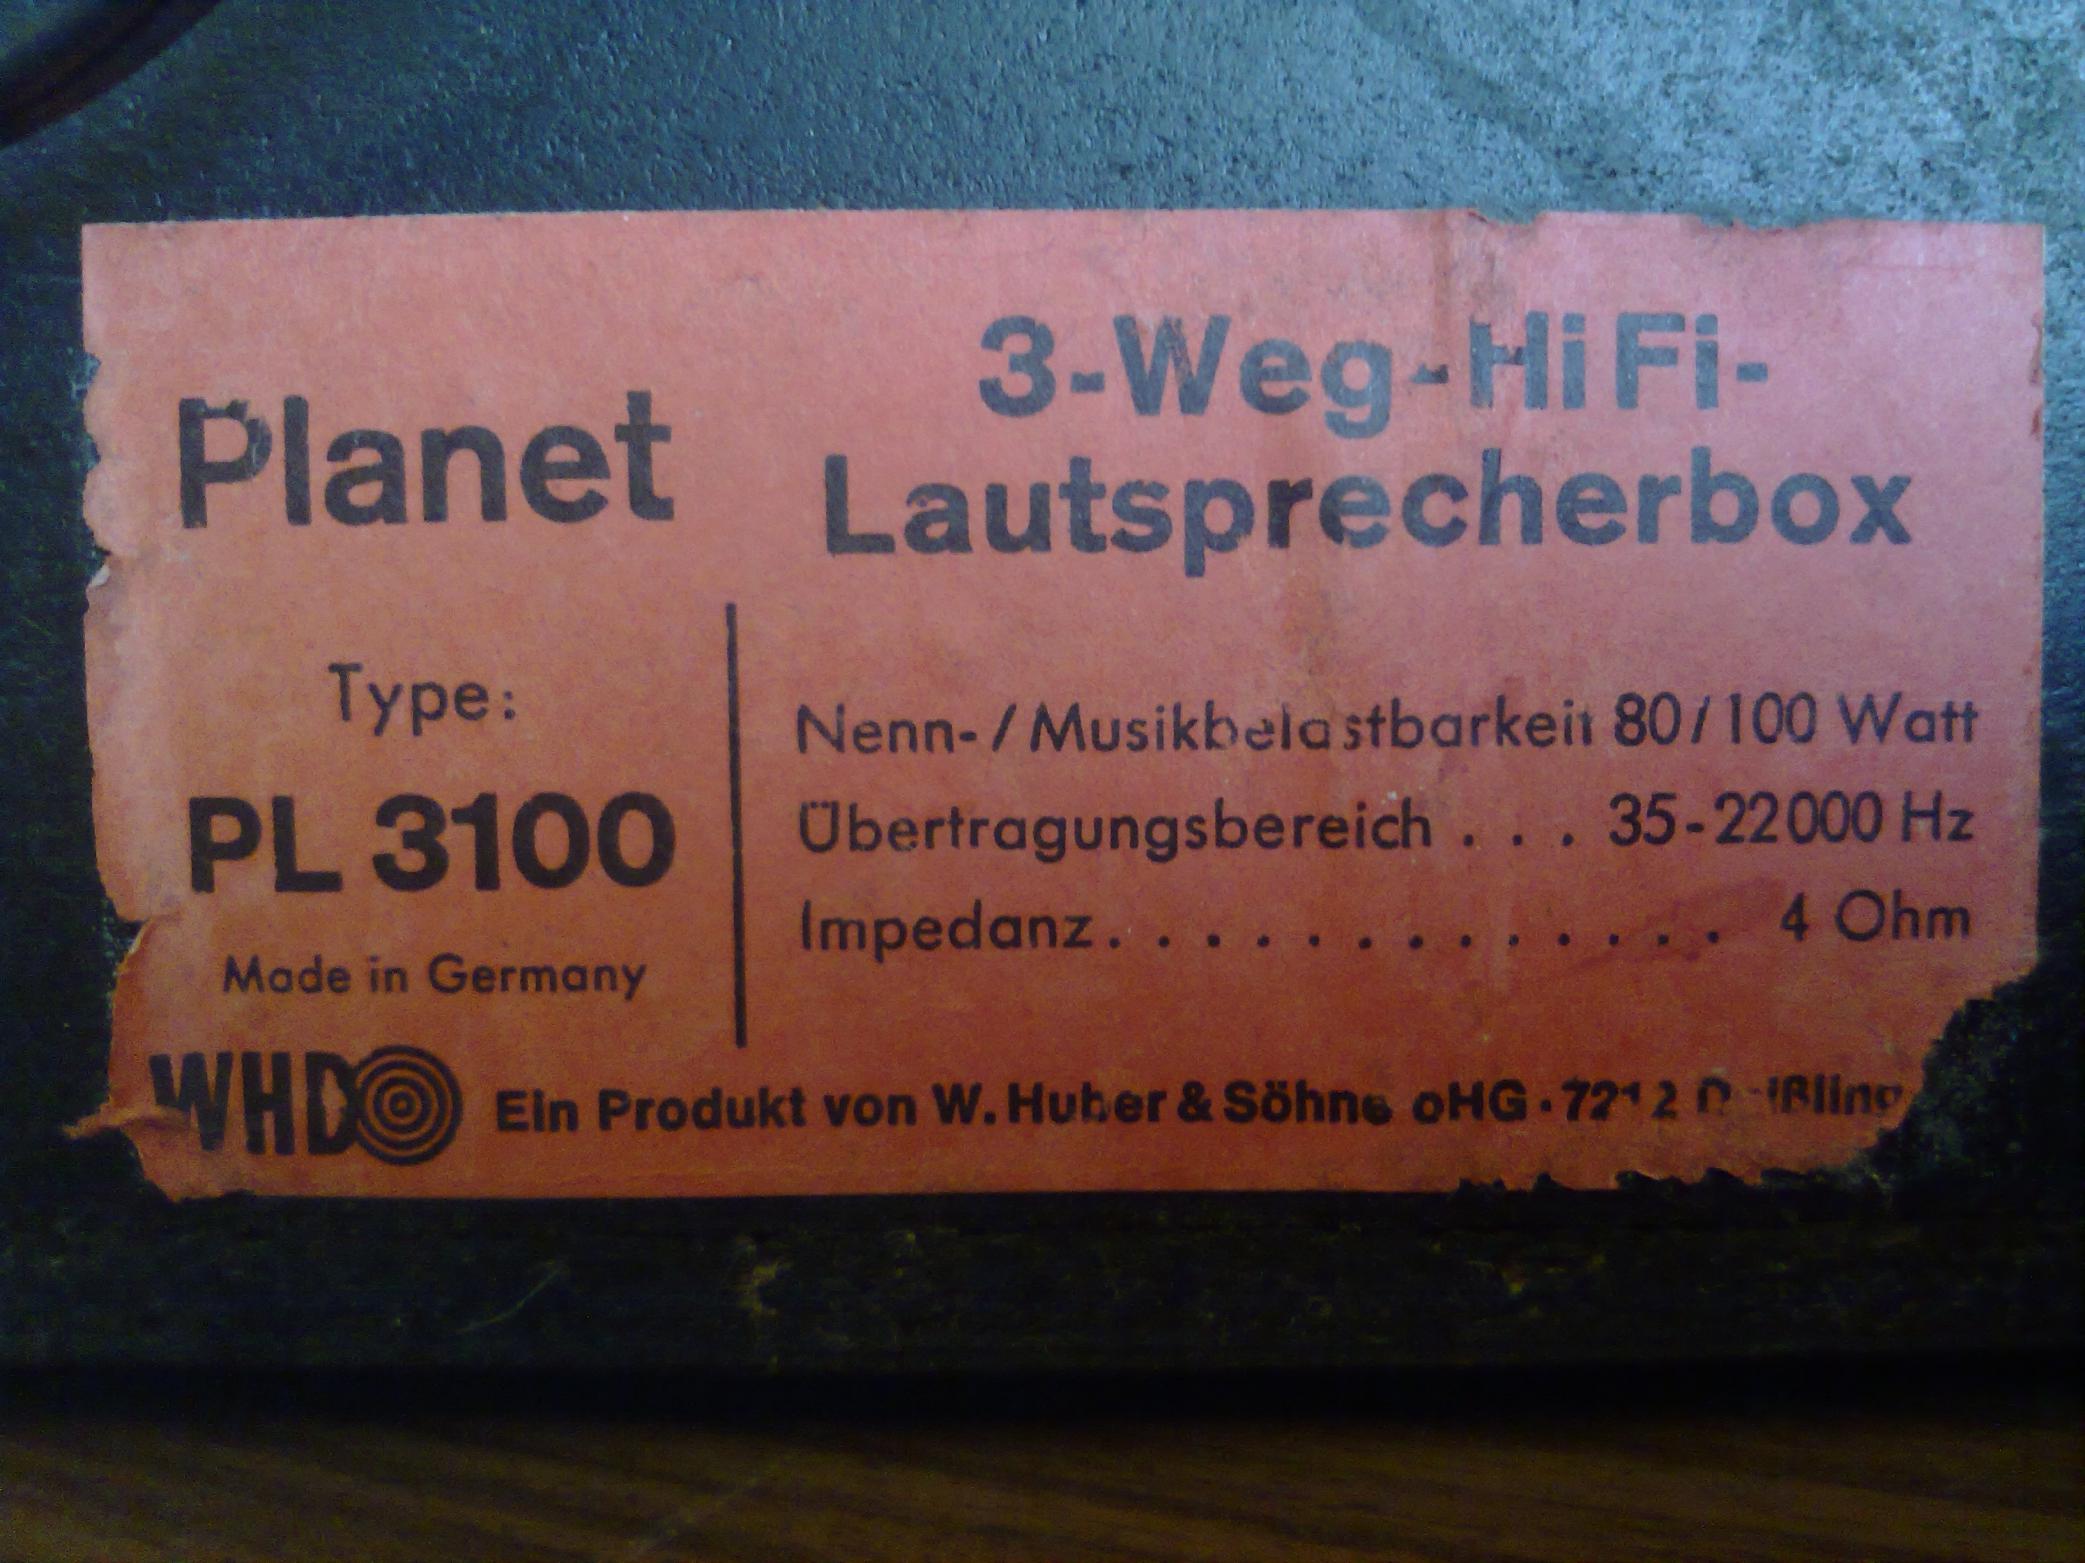 Planet
3-Weg-HiFi-
Lautsprecherbox
Type:
PL 3100
Made in Germany
Nenn-/Musikbelastbarkeit 80/100 Watt
Übertragungsbereich . . . 35-22000 Hz
Impedanz. . . . . . . . . . . . . 4 Ohm
WHD
Ein Produkt von W. Huber & Söhne oHG ·